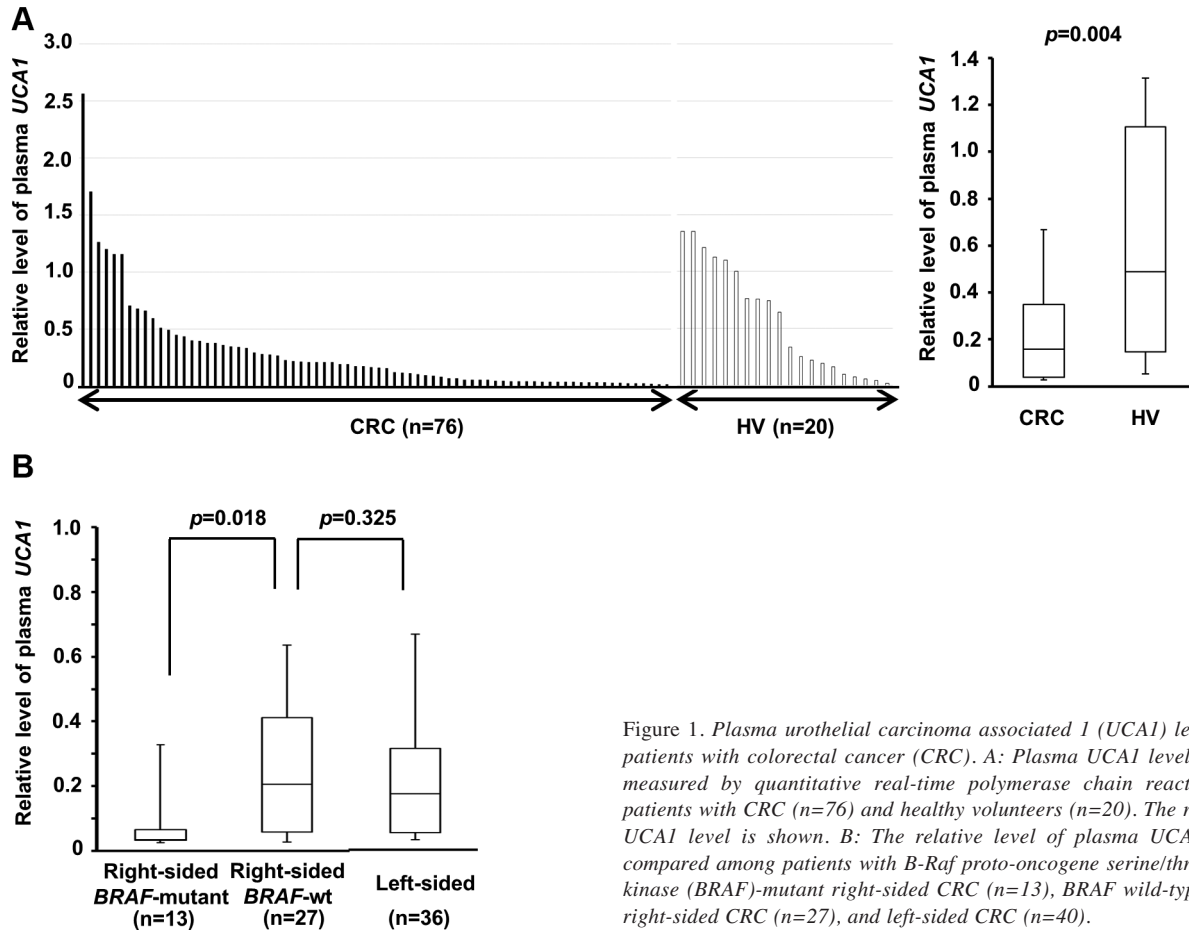 A
Relative level of plasma UCA1
3.0
2.5
2.0
1.5
1.0
0.5
0
CRC (n=76)
HV (n=20)
p=0.004
Relative level of plasma UCA1
1.4
1.2
1.0
0.8
0.6
0.4
0.2
0
CRC
HV
B
Relative level of plasma UCA1
1.0
0.8
0.6
0.4
0.2
0
p=0.018
p=0.325
Right-sided
BRAF-mutant
(n=13)
Right-sided
BRAF-wt
(n=27)
Left-sided
(n=36)
Figure 1. Plasma urothelial carcinoma associated 1 (UCA1) le
patients with colorectal cancer (CRC). A: Plasma UCA1 level
measured by quantitative real-time polymerase chain react
patients with CRC (n=76) and healthy volunteers (n=20). The r
UCA1 level is shown. B: The relative level of plasma UCA
compared among patients with B-Raf proto-oncogene serine/thr
kinase (BRAF)-mutant right-sided CRC (n=13), BRAF wild-typ
right-sided CRC (n=27), and left-sided CRC (n=40).